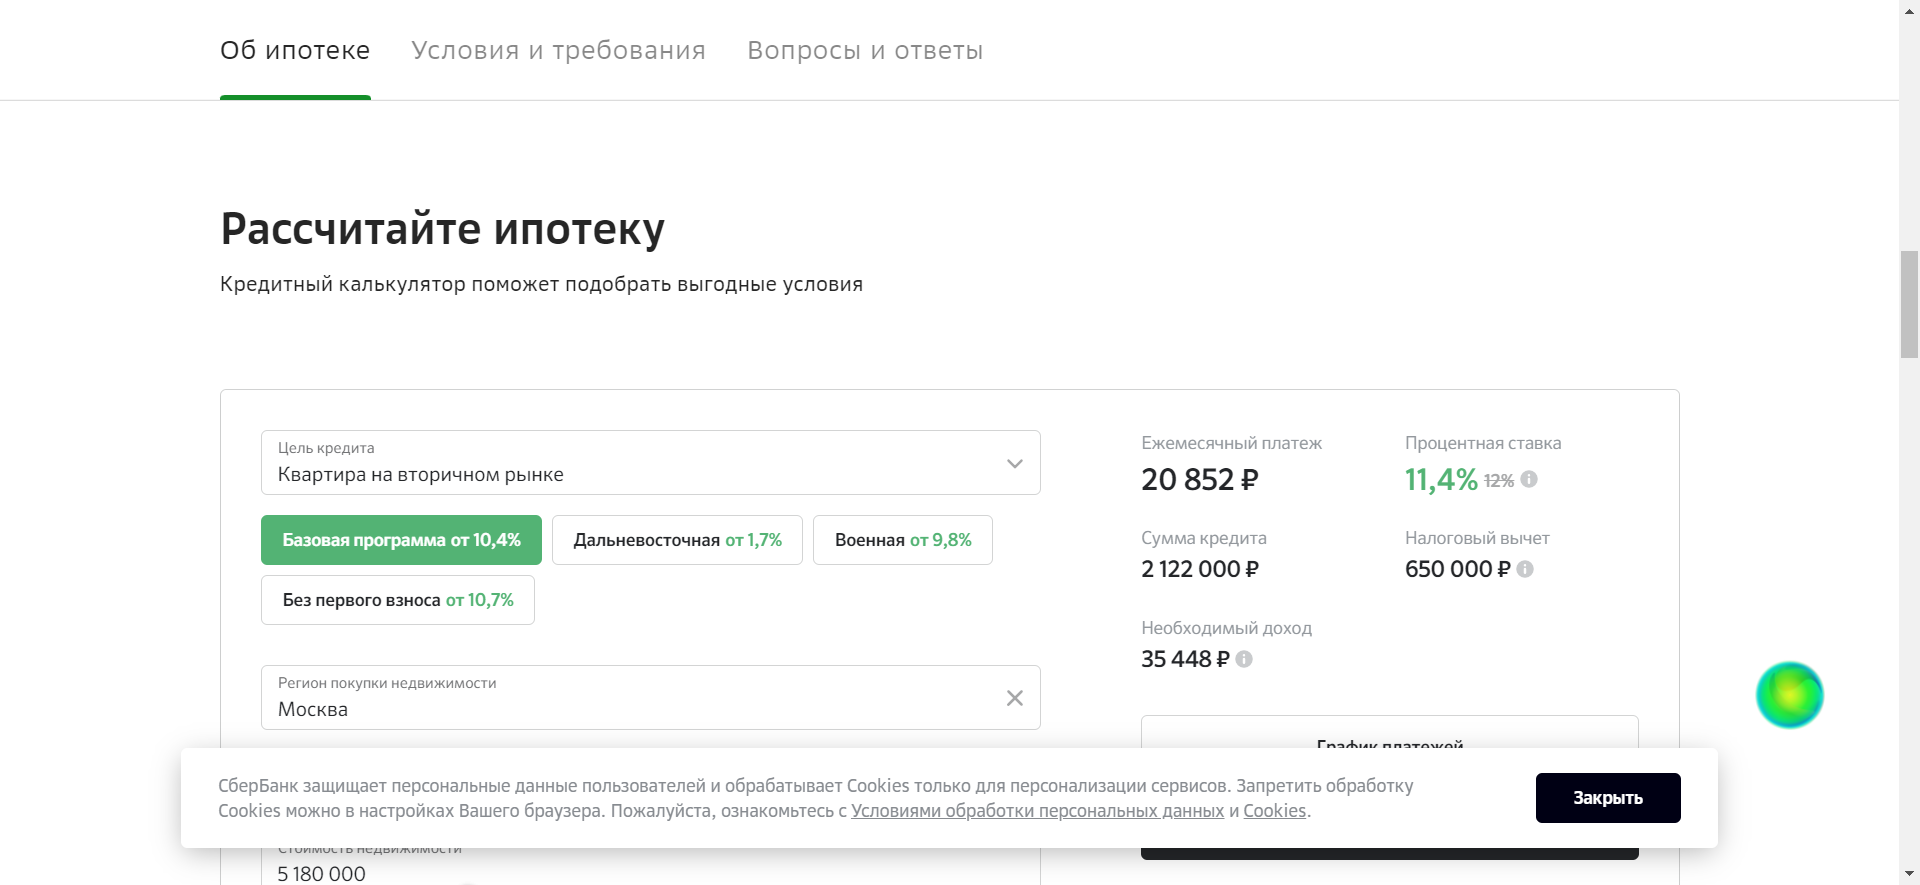 Об ипотеке Условия и требования Вопросы и ответы
Рассчитайте ипотеку
Кредитный калькулятор поможет подобрать выгодные условия
Цель кредита
Квартира на вторичном рынке
Базовая программа от 10,4% Дальневосточная от 1,7% Военная от 9,8%
Без первого взноса от 10,7%
Регион покупки недвижимости
Москва
Ежемесячный платеж
20 852 ₽
Процентная ставка
11,4% 12%
Сумма кредита
2 122 000 ₽
Налоговый вычет
650 000 ₽
Необходимый доход
35 448 ₽
График платежей
СберБанк защищает персональные данные пользователей и обрабатывает Cookies только для персонализации сервисов. Запретить обработку
Cookies можно в настройках Вашего браузера. Пожалуйста, ознакомьтесь с Условиями обработки персональных данных и Cookies.
Закрыть
Стоимость недвижимости
5 180 000